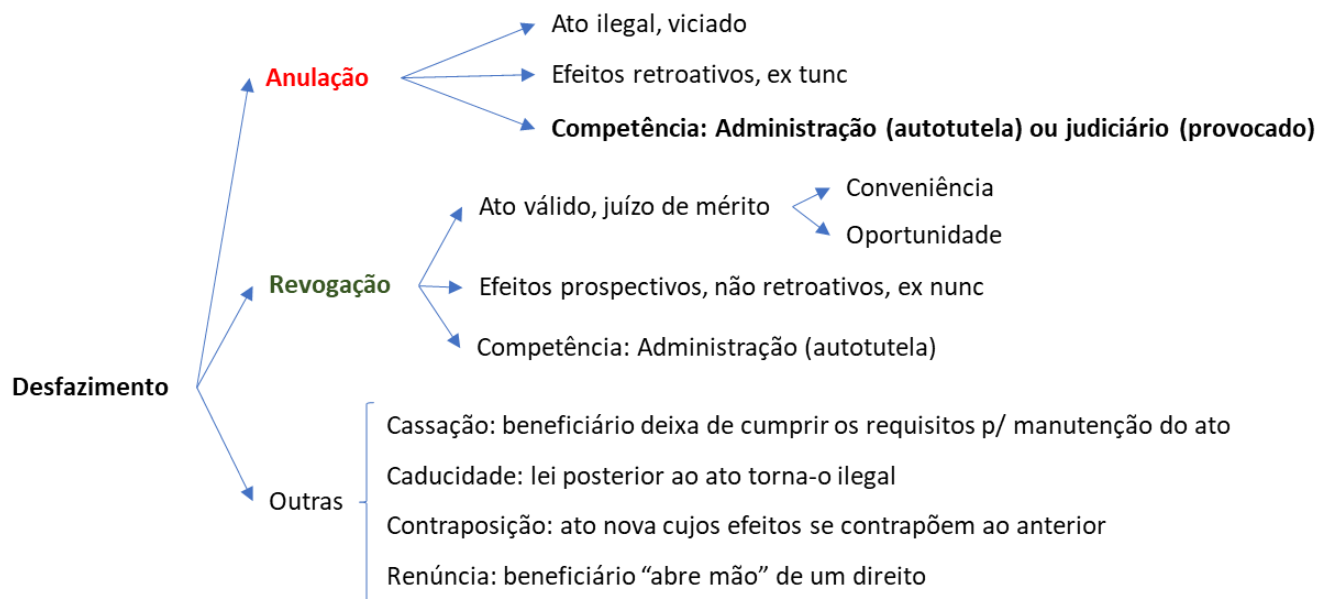 Desfazimento
Anulação
Ato ilegal, viciado
Efeitos retroativos, ex tunc
Competência: Administração (autotutela) ou judiciário (provocado)
Revogação
Ato válido, juízo de mérito
Conveniência
Oportunidade
Efeitos prospectivos, não retroativos, ex nunc
Competência: Administração (autotutela)
Outras
Cassação: beneficiário deixa de cumprir os requisitos p/ manutenção do ato
Caducidade: lei posterior ao ato torna-o ilegal
Contraposição: ato nova cujos efeitos se contrapõem ao anterior
Renúncia: beneficiário “abre mão” de um direito